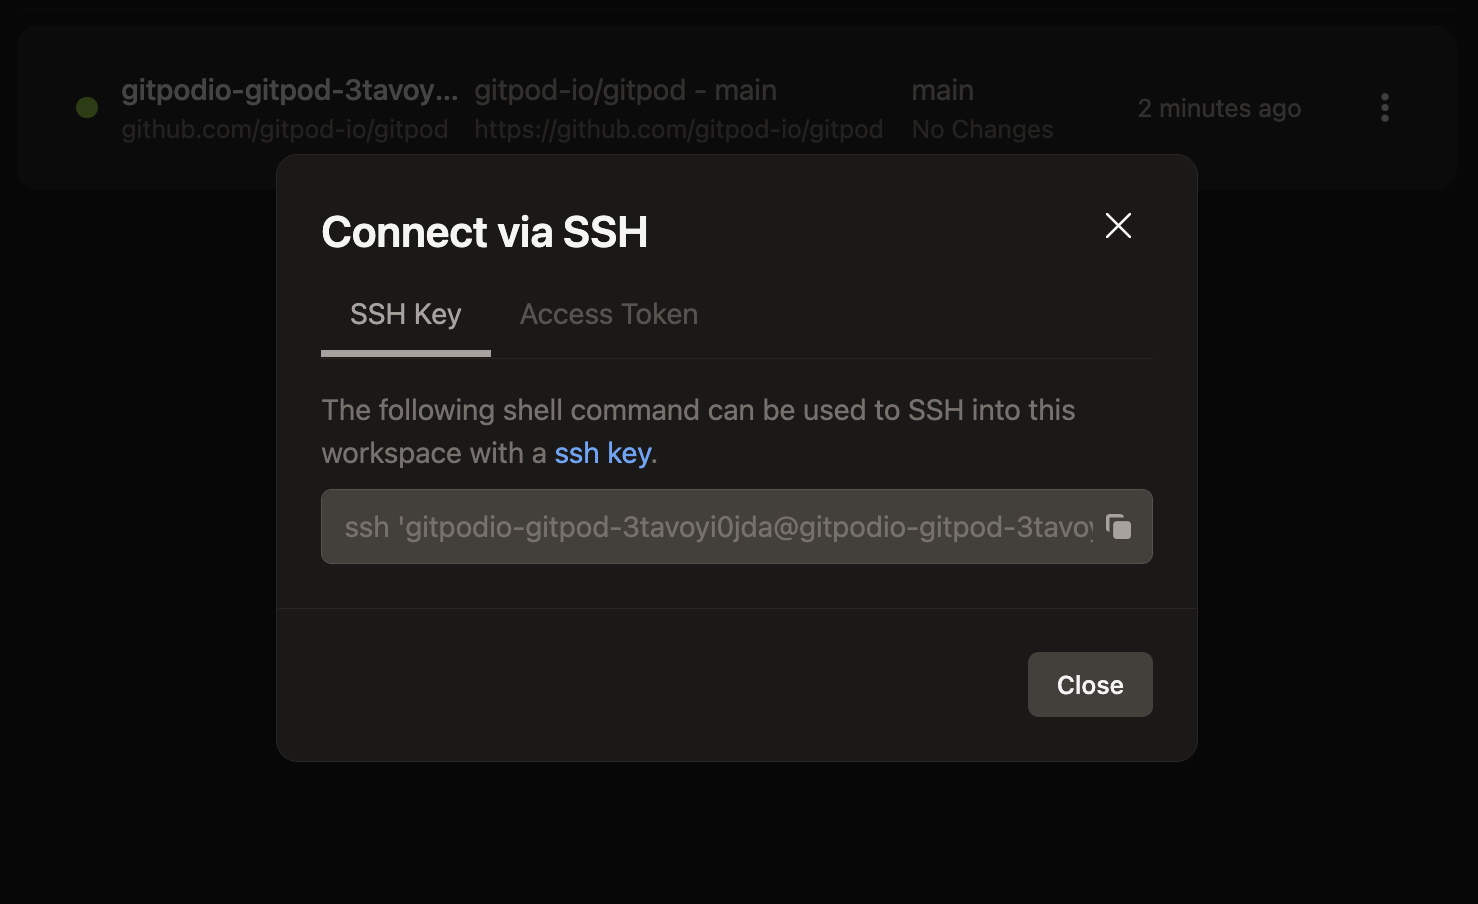 gitpodio-gitpod-3tavoy... gitpod-io/gitpod - main main
github.com/gitpod-io/gitpod https://github.com/gitpod-io/gitpod No Changes
2 minutes ago
Connect via SSH
SSH Key Access Token
The following shell command can be used to SSH into this
workspace with a ssh key.
ssh 'gitpodio-gitpod-3tavoyi0jda@gitpodio-gitpod-3tavoy
Close